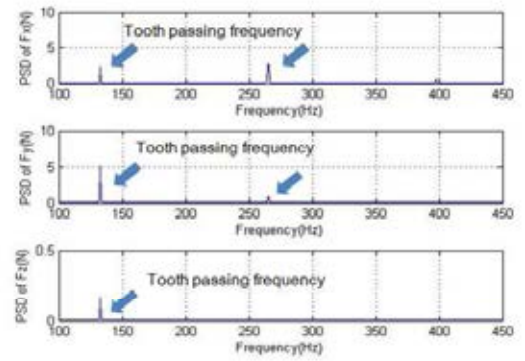 10
5
0
PSD of Fx(N)
Tooth passing frequency
100 150 200 250 300 350 400 450
Frequency(Hz)
10
5
0
PSD of Fy(N)
Tooth passing frequency
100 150 200 250 300 350 400 450
Frequency(Hz)
0.5
0
PSD of Fz(N)
Tooth passing frequency
100 150 200 250 300 350 400 450
Frequency(Hz)